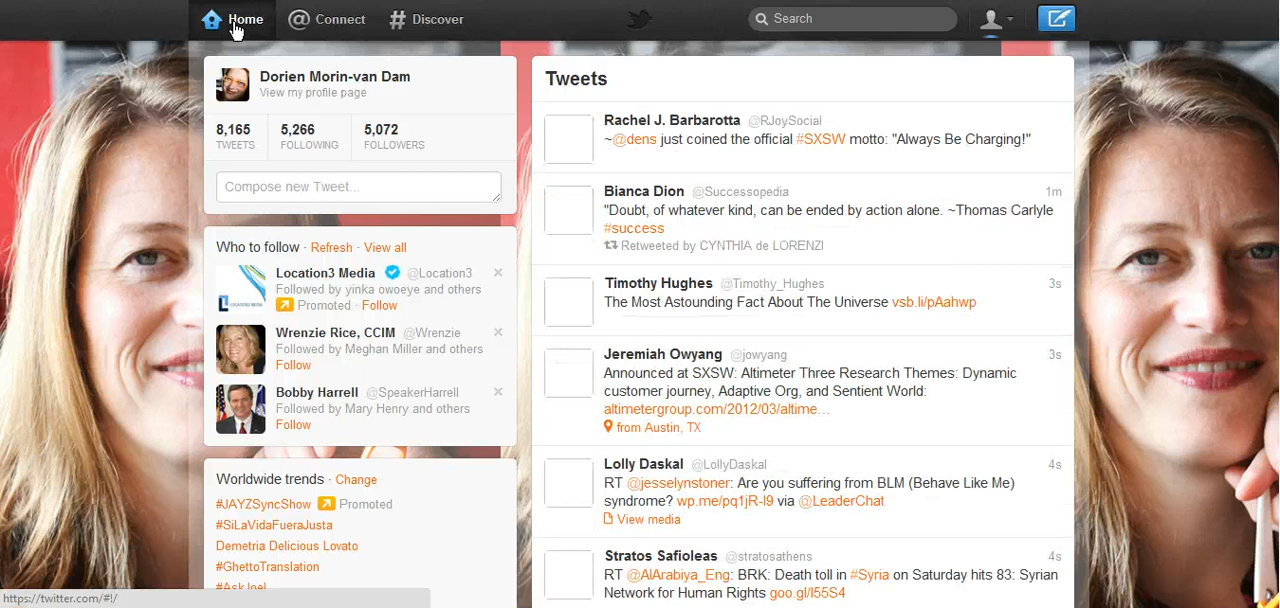 Home
@ Connect
# Discover
Search
Dorien Morin-van Dam
View my profile page
8,165 5,266 5,072
TWEETS FOLLOWING FOLLOWERS
Compose new Tweet...
Who to follow · Refresh · View all
Location3 Media @Location3
Followed by yinka owoeye and others
Promoted · Follow
Wrenzie Rice, CCIM @Wrenzie
Followed by Meghan Miller and others
Follow
Bobby Harrell @SpeakerHarrell
Followed by Mary Henry and others
Follow
Worldwide trends · Change
#JAYZSyncShow Promoted
#SiLaVidaFueraJusta
Demetria Delicious Lovato
#GhettoTranslation
#AskJoel
https://twitter.com/#!/
Tweets
Rachel J. Barbarotta @RJoySocial
~@dens just coined the official #SXSW motto: "Always Be Charging!"
Bianca Dion @Successopedia 1m
"Doubt, of whatever kind, can be ended by action alone. ~Thomas Carlyle
#success
Retweeted by CYNTHIA de LORENZI
Timothy Hughes @Timothy_Hughes 3s
The Most Astounding Fact About The Universe vsb.li/pAahwp
Jeremiah Owyang @jowyang 3s
Announced at SXSW: Altimeter Three Research Themes: Dynamic
customer journey, Adaptive Org, and Sentient World:
altimetergroup.com/2012/03/altime…
from Austin, TX
Lolly Daskal @LollyDaskal 4s
RT @jesselynstoner: Are you suffering from BLM (Behave Like Me)
syndrome? wp.me/pq1jR-I9 via @LeaderChat
View media
Stratos Safioleas @stratosathens 4s
RT @AlArabiya_Eng: BRK: Death toll in #Syria on Saturday hits 83: Syrian
Network for Human Rights goo.gl/I55S4